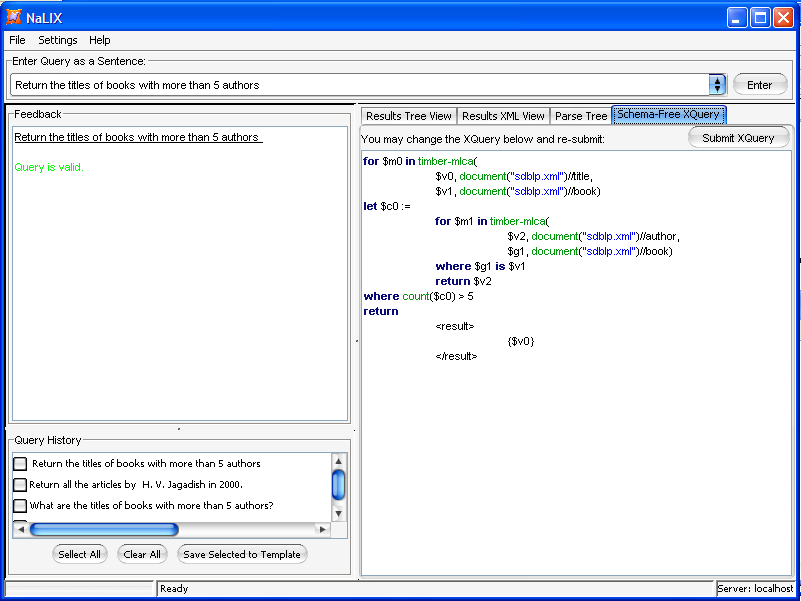 NaLIX
File Settings Help
Enter Query as a Sentence:
Return the titles of books with more than 5 authors
Enter
Feedback
Return the titles of books with more than 5 authors
Query is valid.
Query History
Return the titles of books with more than 5 authors
Return all the articles by H. V. Jagadish in 2000.
What are the titles of books with more than 5 authors?
Sellect All Clear All Save Selected to Template
Results Tree View Results XML View Parse Tree Schema-Free XQuery
You may change the XQuery below and re-submit: Submit XQuery
for $m0 in timber-mlca(
$v0, document("sdblp.xml")//title,
$v1, document("sdblp.xml")//book)
let $c0 :=
for $m1 in timber-mlca(
$v2, document("sdblp.xml")//author,
$g1, document("sdblp.xml")//book)
where $g1 is $v1
return $v2
where count($c0) > 5
return
<result>
{$v0}
</result>
Ready
Server: localhost